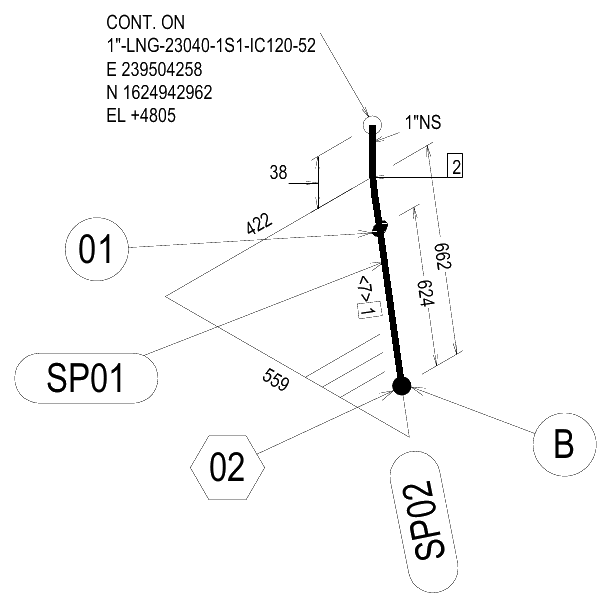 CONT. ON
1"-LNG-23040-1S1-IC120-52
E 239504258
N 1624942962
EL +4805
1"NS
2
38
422
01
662
624
<7>
1
SP01
559
02
B
SP02